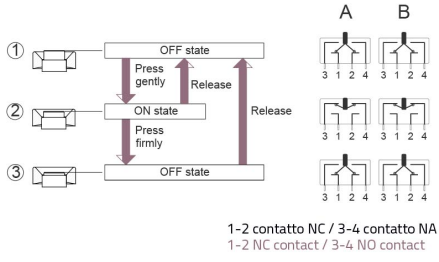 A B
1 OFF state
3 1 2 4 3 1 2 4
Press
gently
Release
2 ON state
3 1 2 4 3 1 2 4
Press
firmly
Release
3 OFF state
3 1 2 4 3 1 2 4
1-2 contatto NC / 3-4 contatto NA
1-2 NC contact / 3-4 NO contact